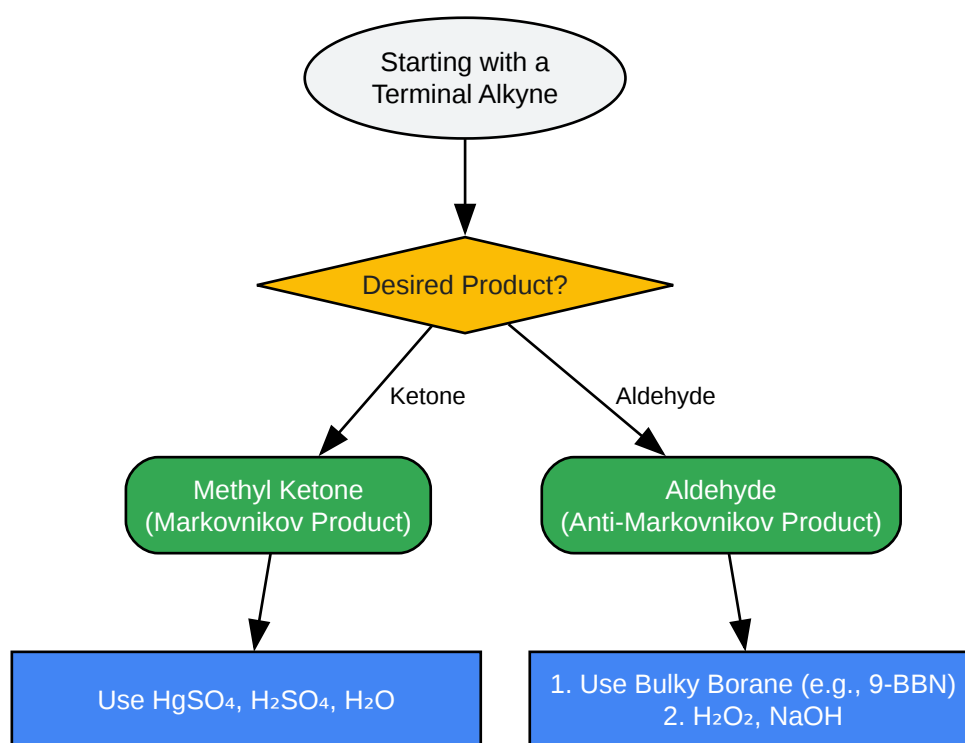 Starting with a
Terminal Alkyne
Desired Product?
Ketone
Aldehyde
Methyl Ketone
(Markovnikov Product)
Aldehyde
(Anti-Markovnikov Product)
Use HgSO₄, H₂SO₄, H₂O
1. Use Bulky Borane (e.g., 9-BBN)
2. H₂O₂, NaOH